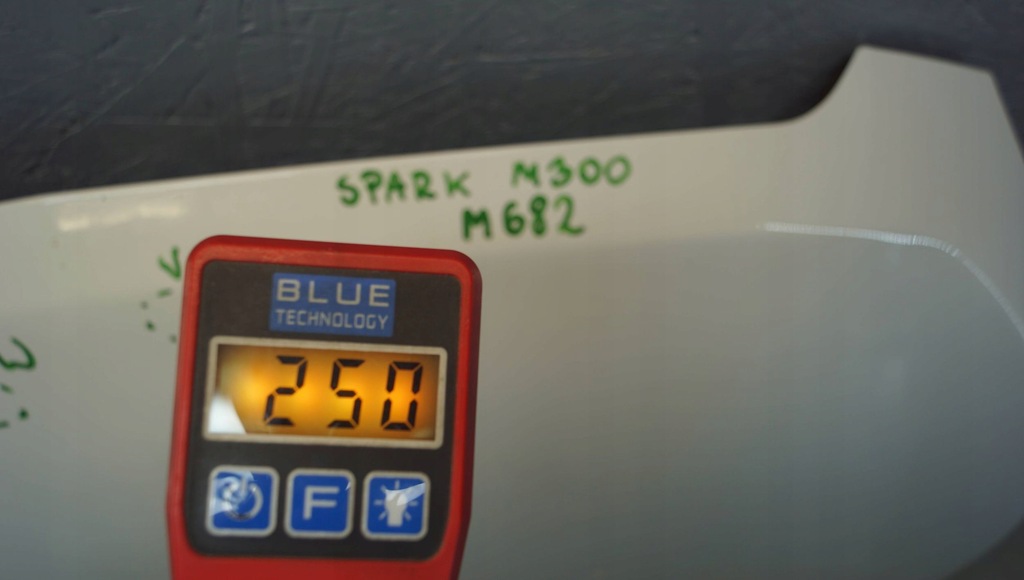 SPARK M300
M682
V
BLUE
TECHNOLOGY
250
F